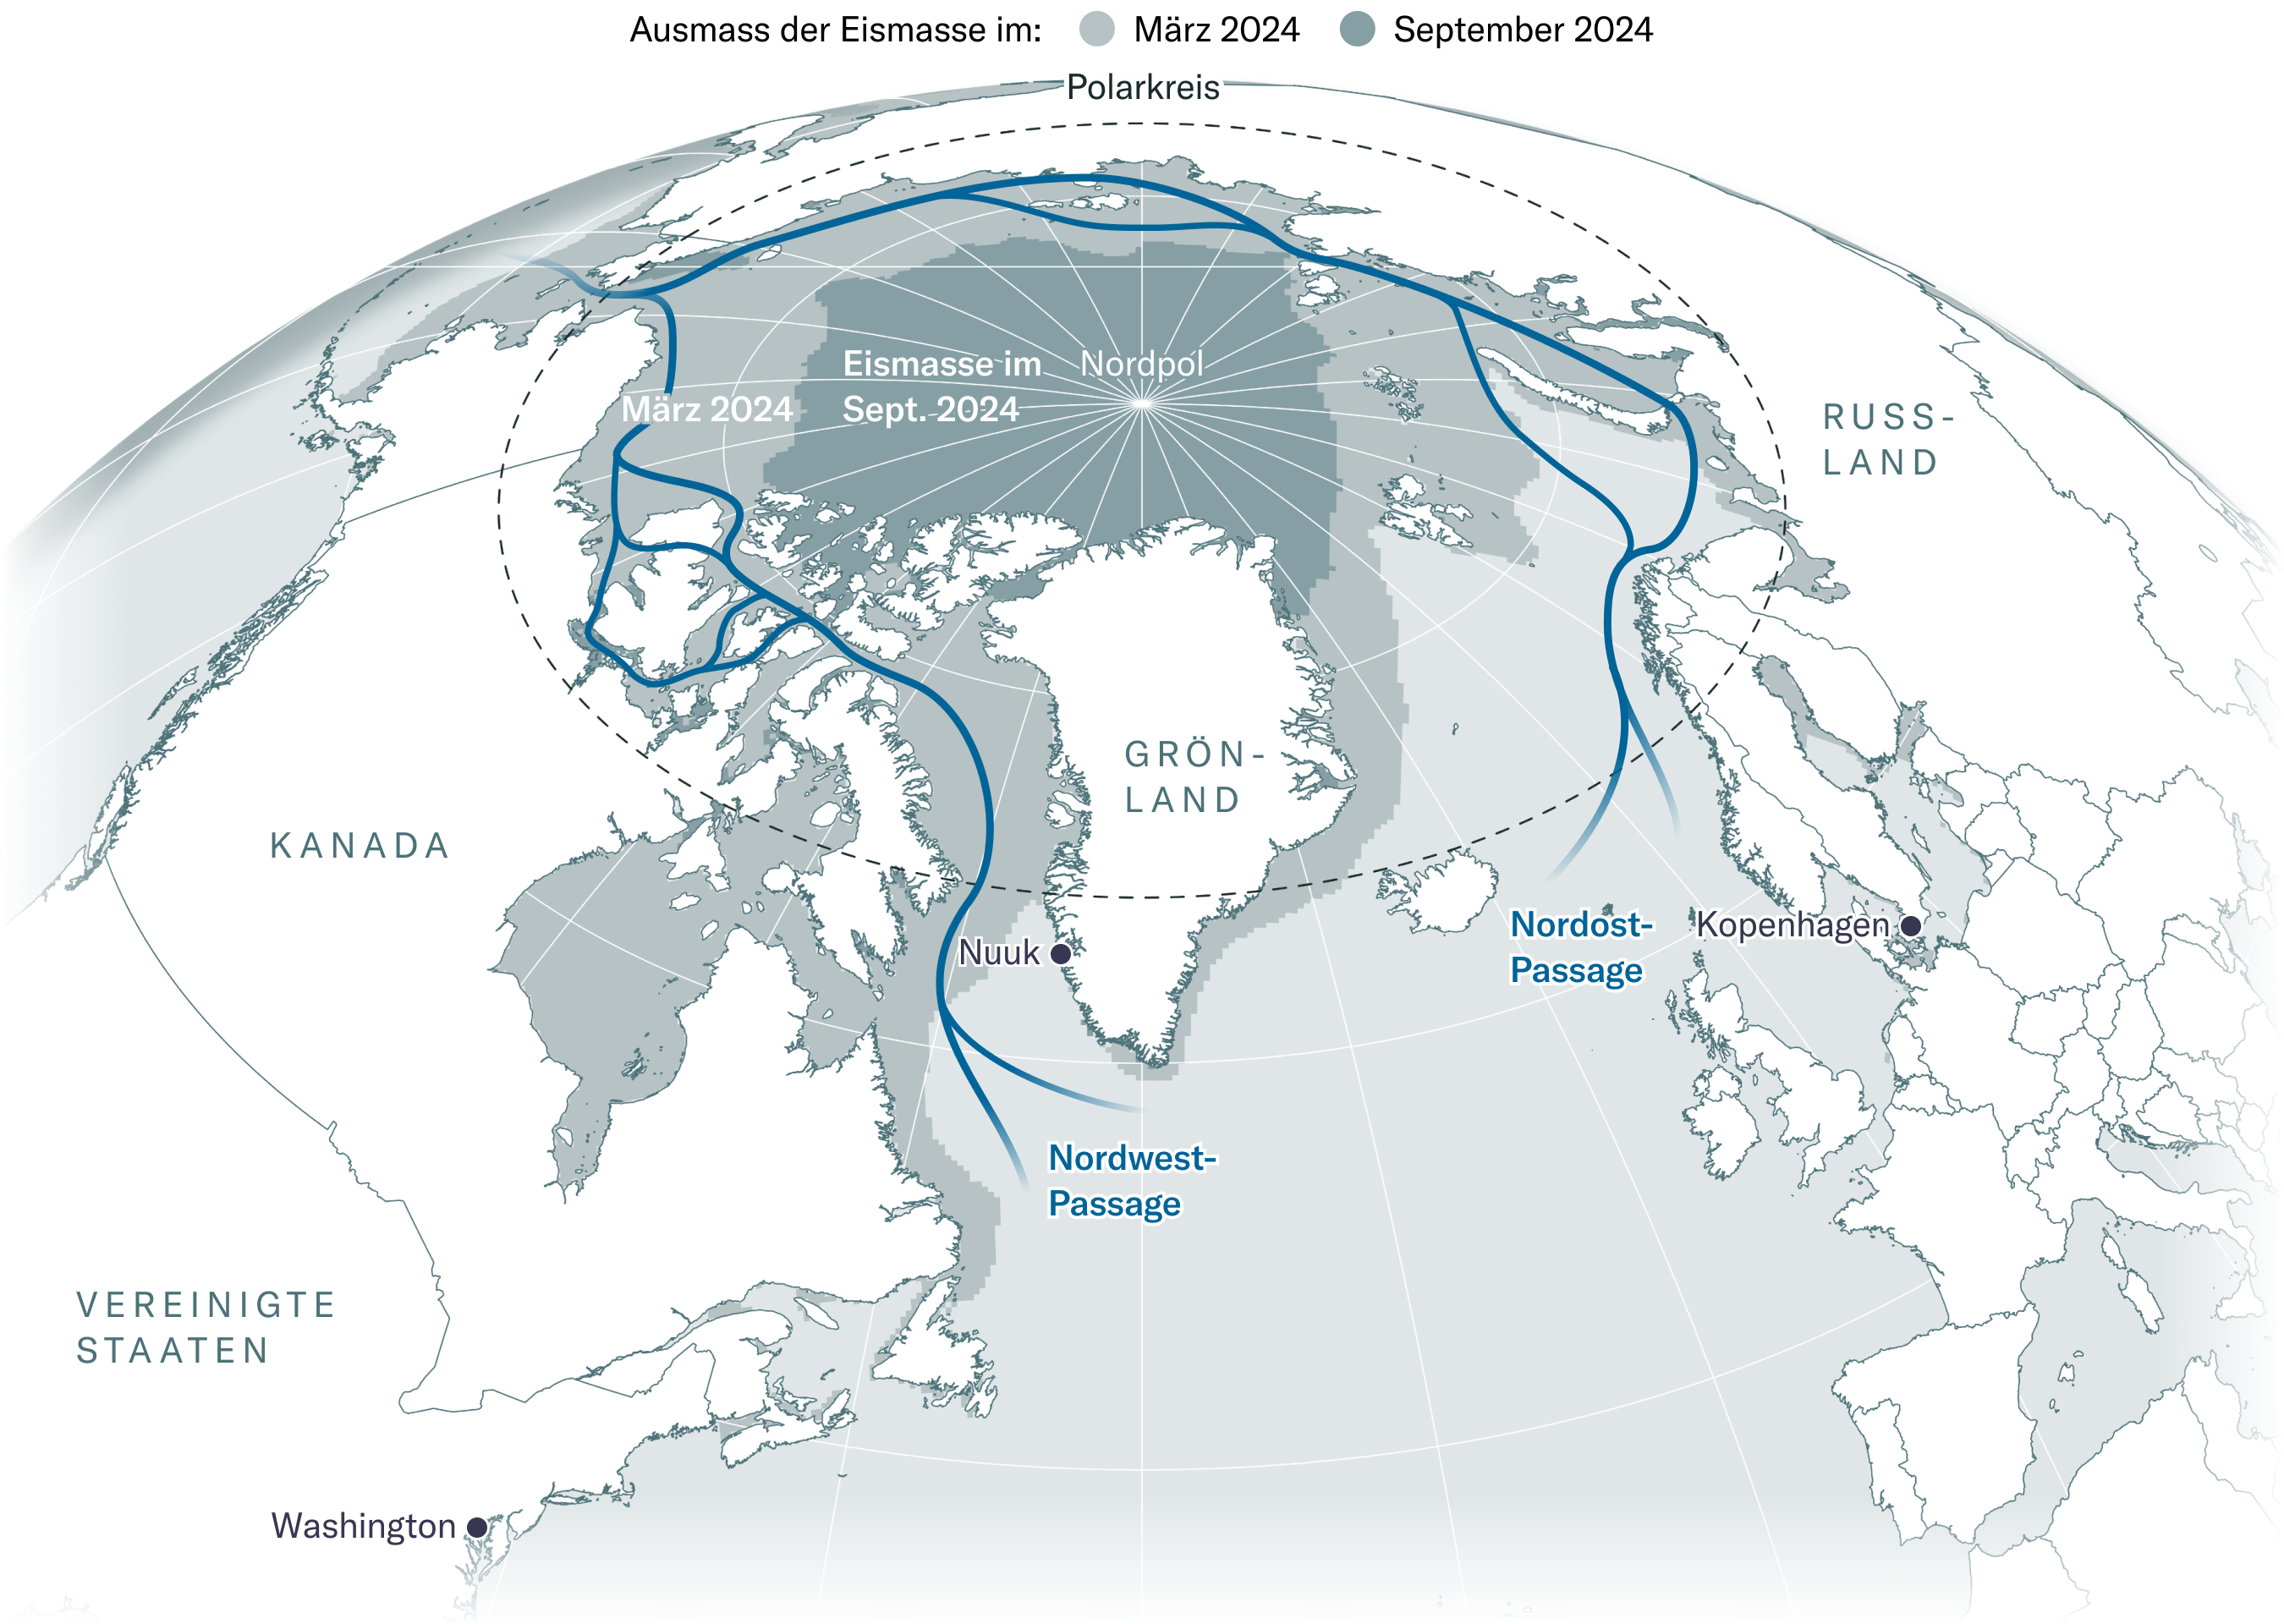 Ausmass der Eismasse im: März 2024 September 2024
Polarkreis
Eismasse im
Sept. 2024
Nordpol
März 2024
RUSS-
LAND
GRÖN-
LAND
KANADA
Nuuk
Nordost-
Passage
Kopenhagen
Nordwest-
Passage
VEREINIGTE
STAATEN
Washington